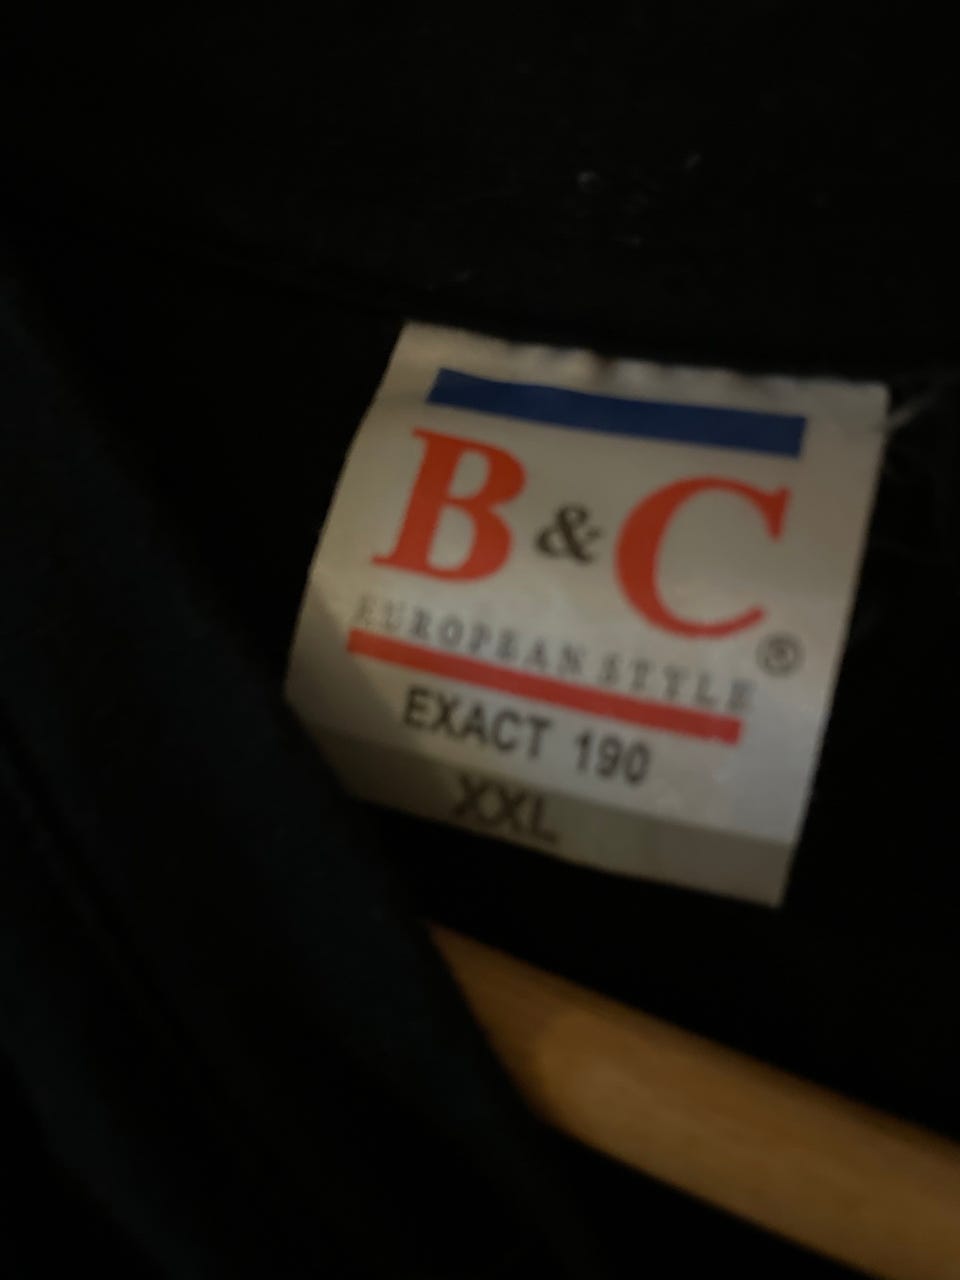 B&C®
EUROPEAN STYLE
EXACT 190
XXL